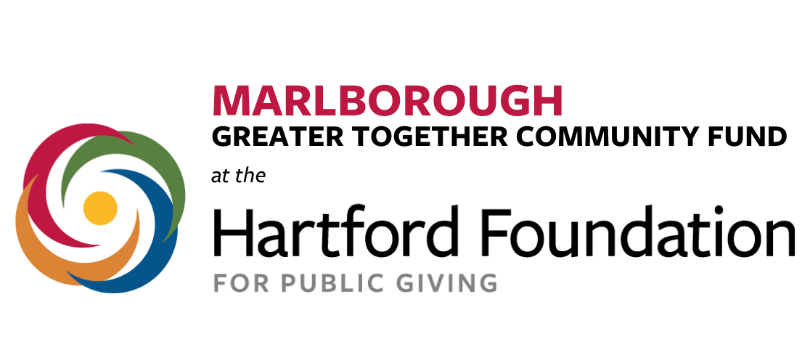 MARLBOROUGH
GREATER TOGETHER COMMUNITY FUND
at the
Hartford Foundation
FOR PUBLIC GIVING